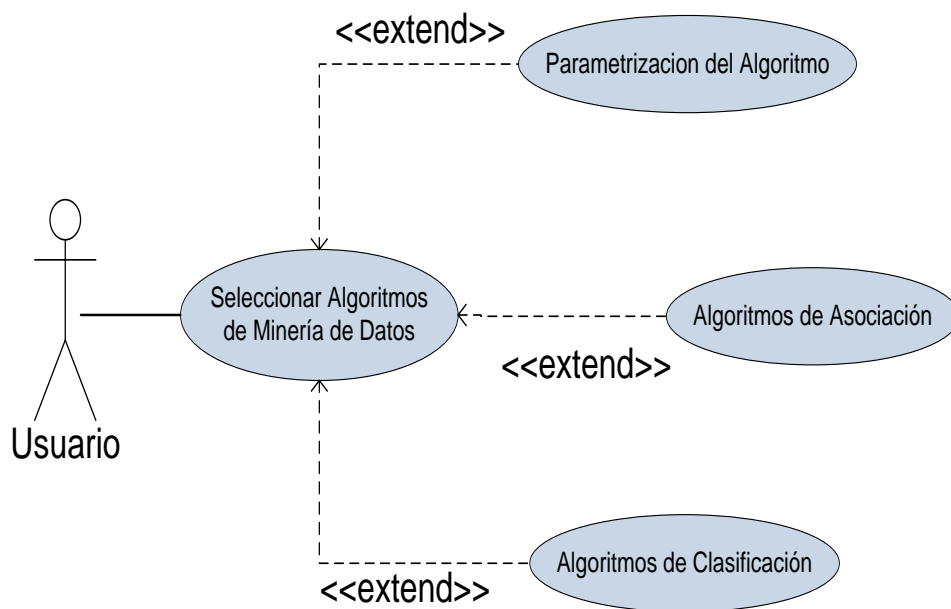 <<extend>>
Parametrizacion del Algoritmo
Seleccionar Algoritmos
de Minería de Datos
Algoritmos de Asociación
<<extend>>
Usuario
Algoritmos de Clasificación
<<extend>>